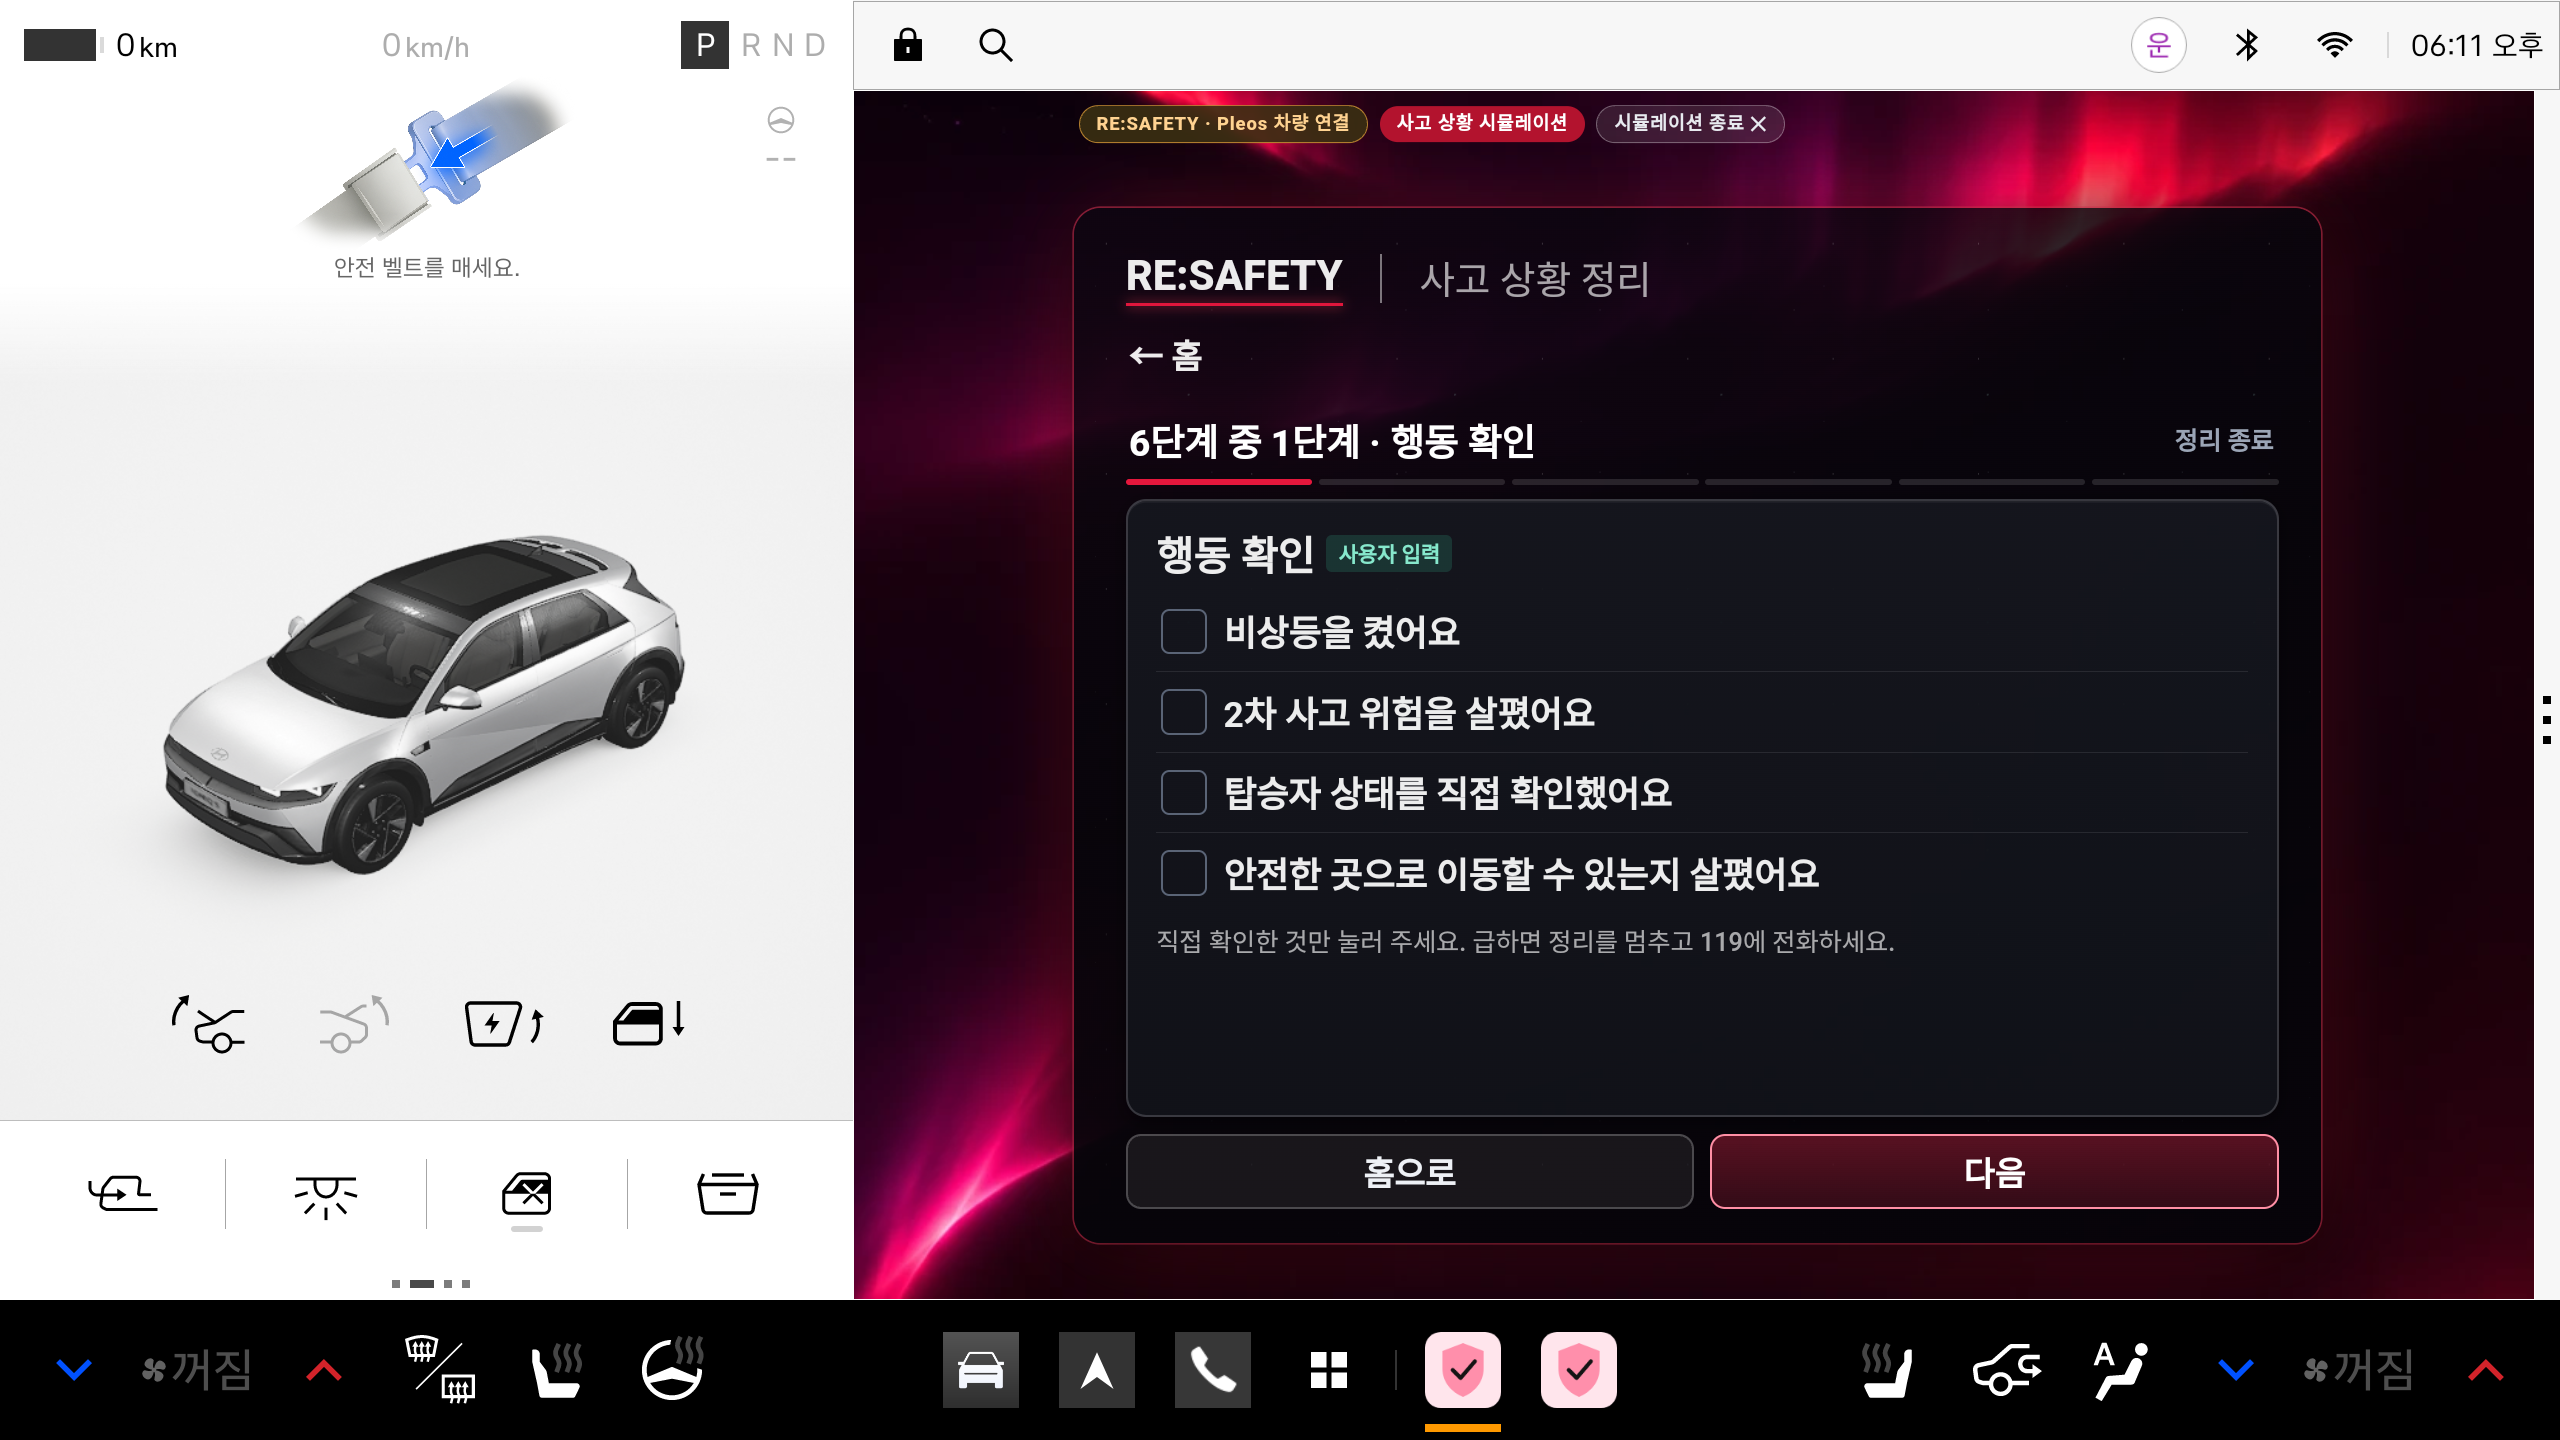 0 km
0 km/h
P R N D
안전 벨트를 매세요.
운
06:11 오후
RE:SAFETY · Pleos 차량 연결
사고 상황 시뮬레이션
시뮬레이션 종료 ✕
RE:SAFETY
사고 상황 정리
← 홈
6단계 중 1단계 · 행동 확인
정리 종료
행동 확인
사용자 입력
비상등을 켰어요
2차 사고 위험을 살폈어요
탑승자 상태를 직접 확인했어요
안전한 곳으로 이동할 수 있는지 살폈어요
직접 확인한 것만 눌러 주세요. 급하면 정리를 멈추고 119에 전화하세요.
홈으로
다음
꺼짐
A
꺼짐